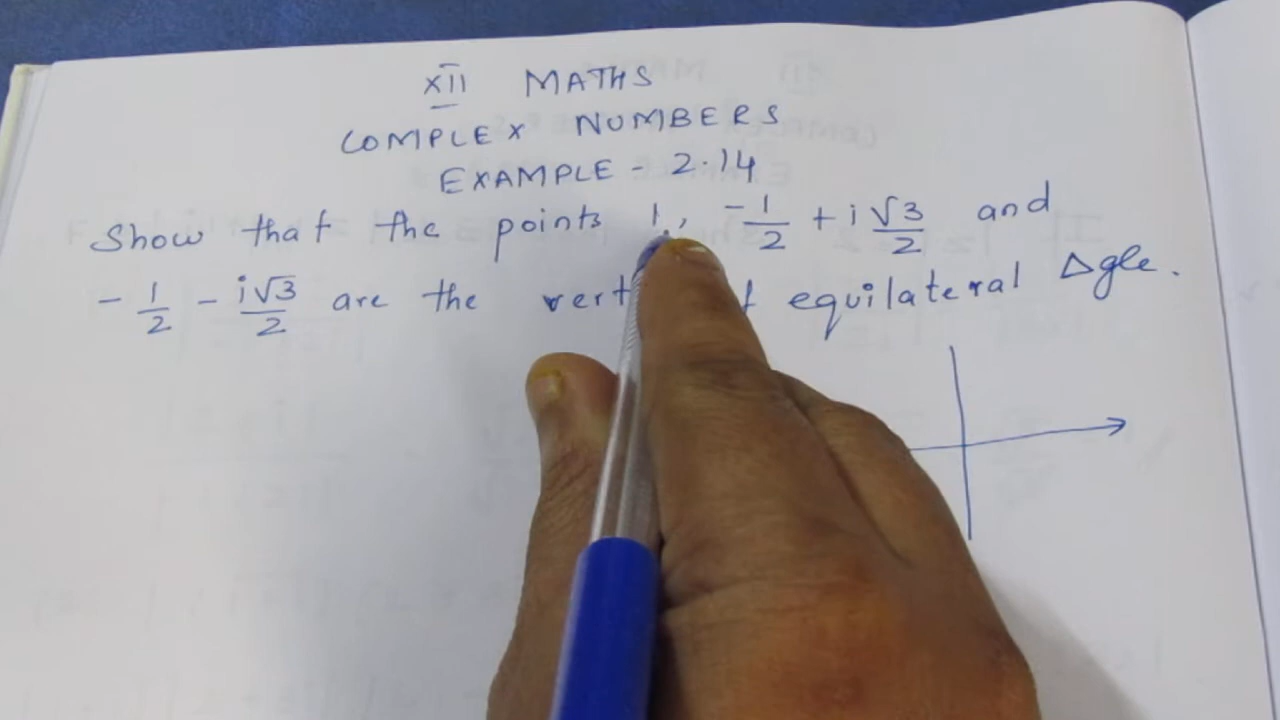 XII MATHS
COMPLEX NUMBERS
EXAMPLE - 2.14
Show that the points 1, -1/2 + i √3/2 and
- 1/2 - i√3/2 are the equilateral Δgle.